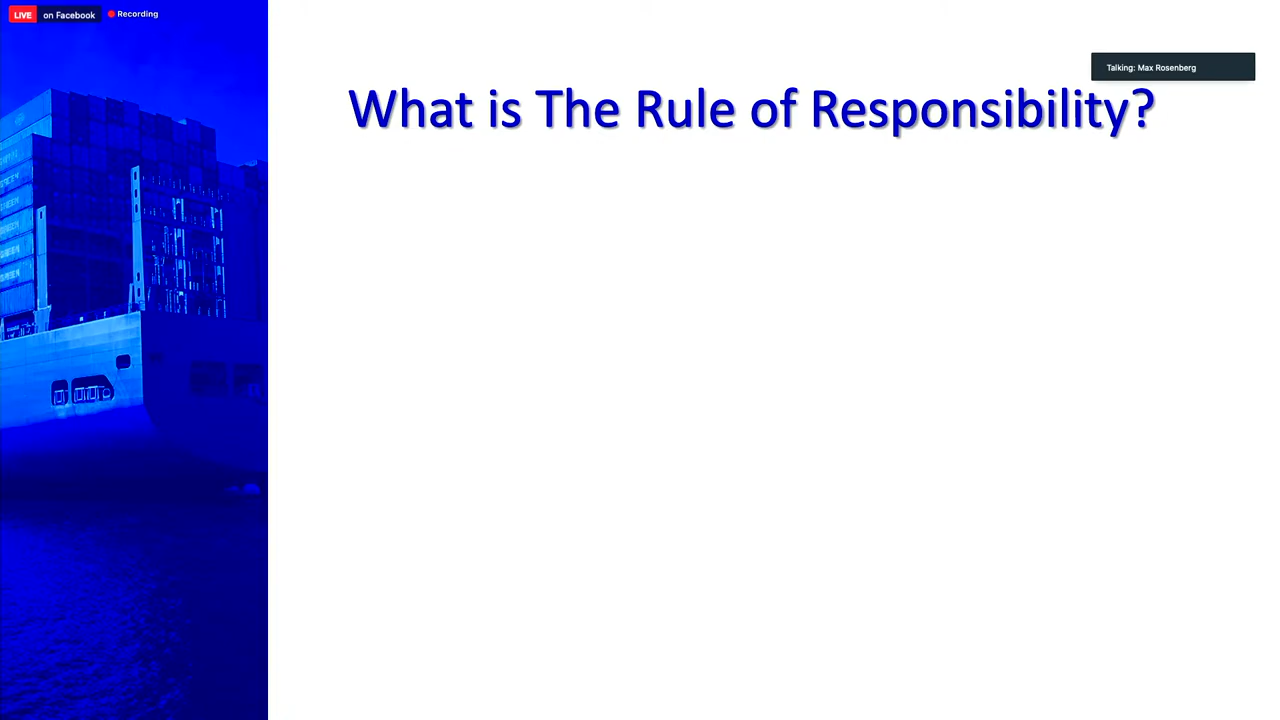 LIVE on Facebook Recording
Talking: Max Rosenberg
What is The Rule of Responsibility?